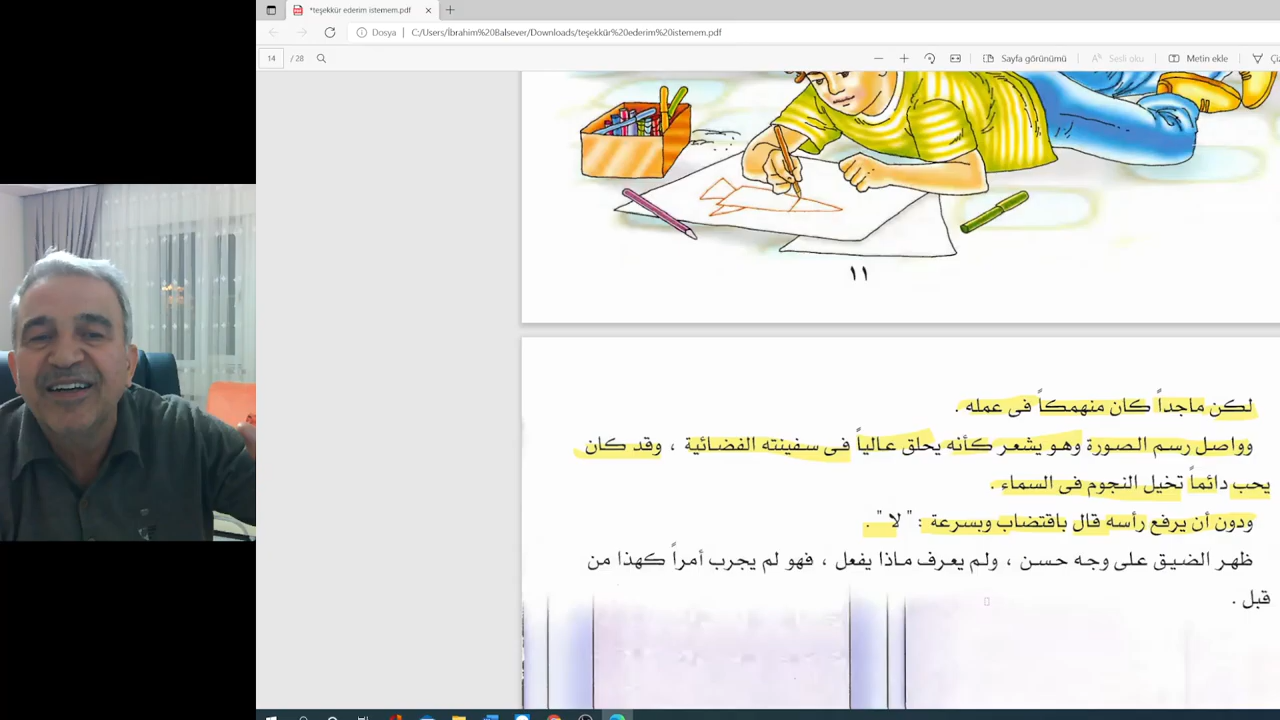 *teşekkür ederim istemem.pdf
Dosya C:/Users/İbrahim%20Balsever/Downloads/teşekkür%20ederim%20istemem.pdf
14 / 28 Sayfa görünümü Sesli oku Metin ekle
١١
لكن ماجداً كان منهمكاً فى عمله .
وواصل رسم الصورة وهو يشعر كأنه يحلق عالياً فى سفينته الفضائية ، وقد كان
يحب دائماً تخيل النجوم فى السماء .
ودون أن يرفع رأسه قال باقتضاب وبسرعة : " لا " .
ظهر الضيق على وجه حسن ، ولم يعرف ماذا يفعل ، فهو لم يجرب أمراً كهذا من
قبل .